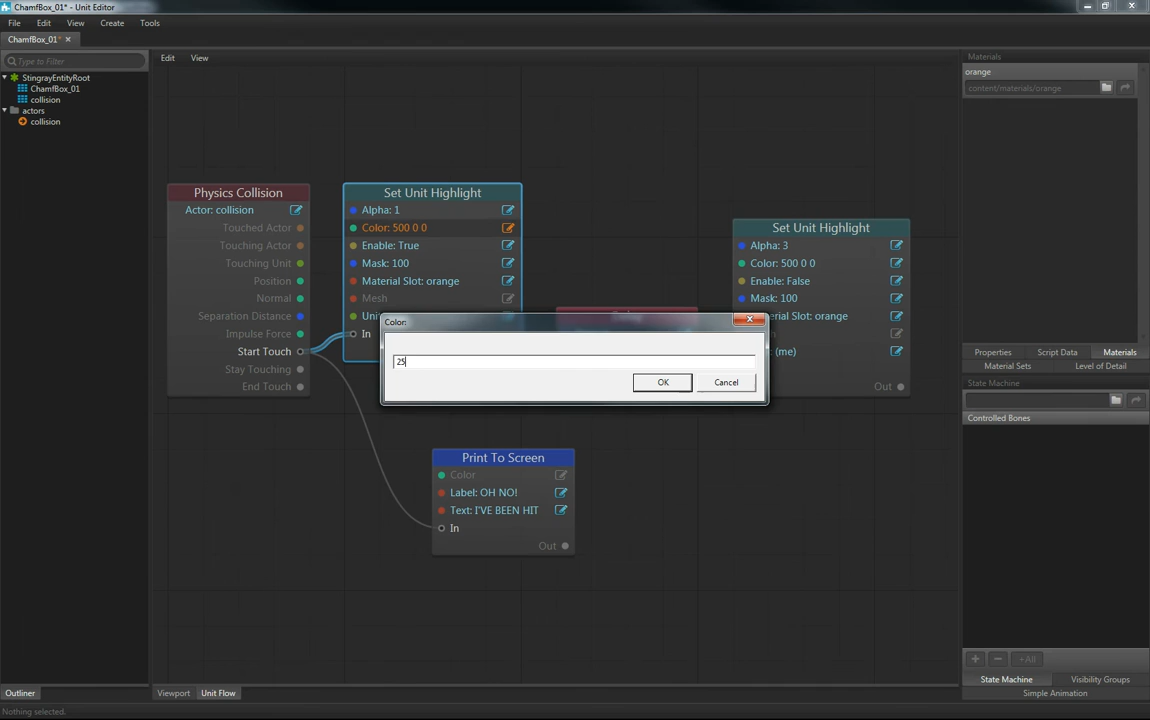 ChamfBox_01* - Unit Editor
File Edit View Create Tools
ChamfBox_01*
Type to Filter
StingrayEntityRoot
ChamfBox_01
collision
actors
collision
Edit View
Physics Collision
Actor: collision
Touched Actor
Touching Actor
Touching Unit
Position
Normal
Separation Distance
Impulse Force
Start Touch
Stay Touching
End Touch
Set Unit Highlight
Alpha: 1
Color: 500 0 0
Enable: True
Mask: 100
Material Slot: orange
Mesh
In
Set Unit Highlight
Alpha: 3
Color: 500 0 0
Enable: False
Mask: 100
(me)
Out
Color:
25
OK Cancel
Print To Screen
Color
Label: OH NO!
Text: I'VE BEEN HIT
In
Out
Materials
orange
content/materials/orange
Properties Script Data Materials
Material Sets Level of Detail
State Machine
Controlled Bones
+All
State Machine Visibility Groups
Simple Animation
Outliner
Viewport Unit Flow
Nothing selected.